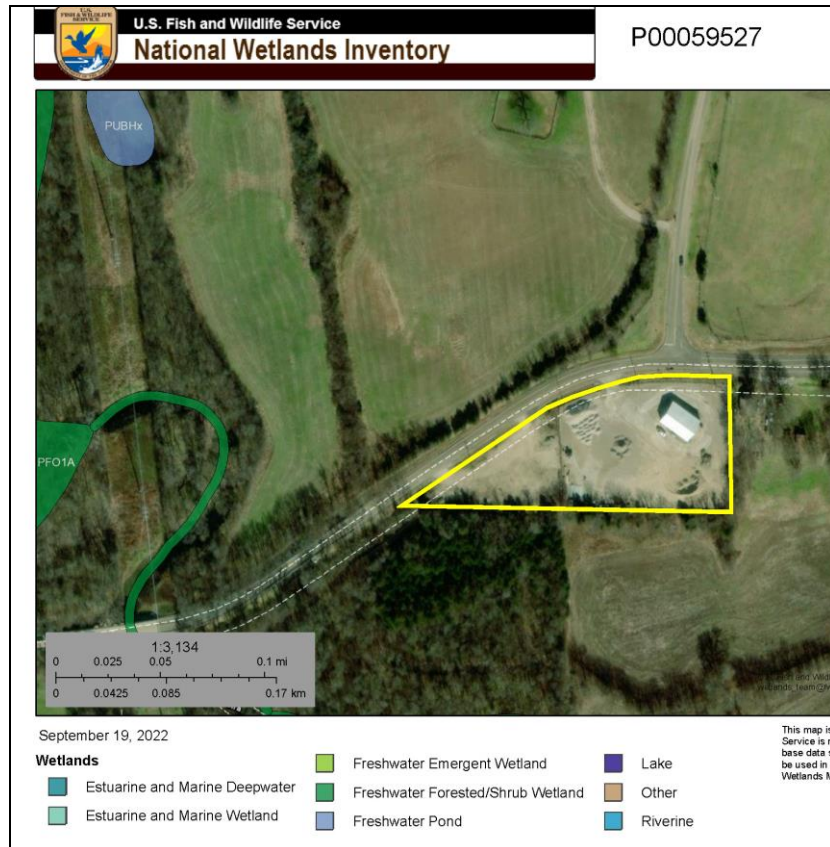 U.S. FISH & WILDLIFE SERVICE
U.S. Fish and Wildlife Service
National Wetlands Inventory
P00059527
PUBHx
PFO1A
1:3,134
0 0.025 0.05 0.1 mi
0 0.0425 0.085 0.17 km
September 19, 2022
This map is
Service is
base data
be used in
Wetlands M
Wetlands
Estuarine and Marine Deepwater
Estuarine and Marine Wetland
Freshwater Emergent Wetland
Freshwater Forested/Shrub Wetland
Freshwater Pond
Lake
Other
Riverine